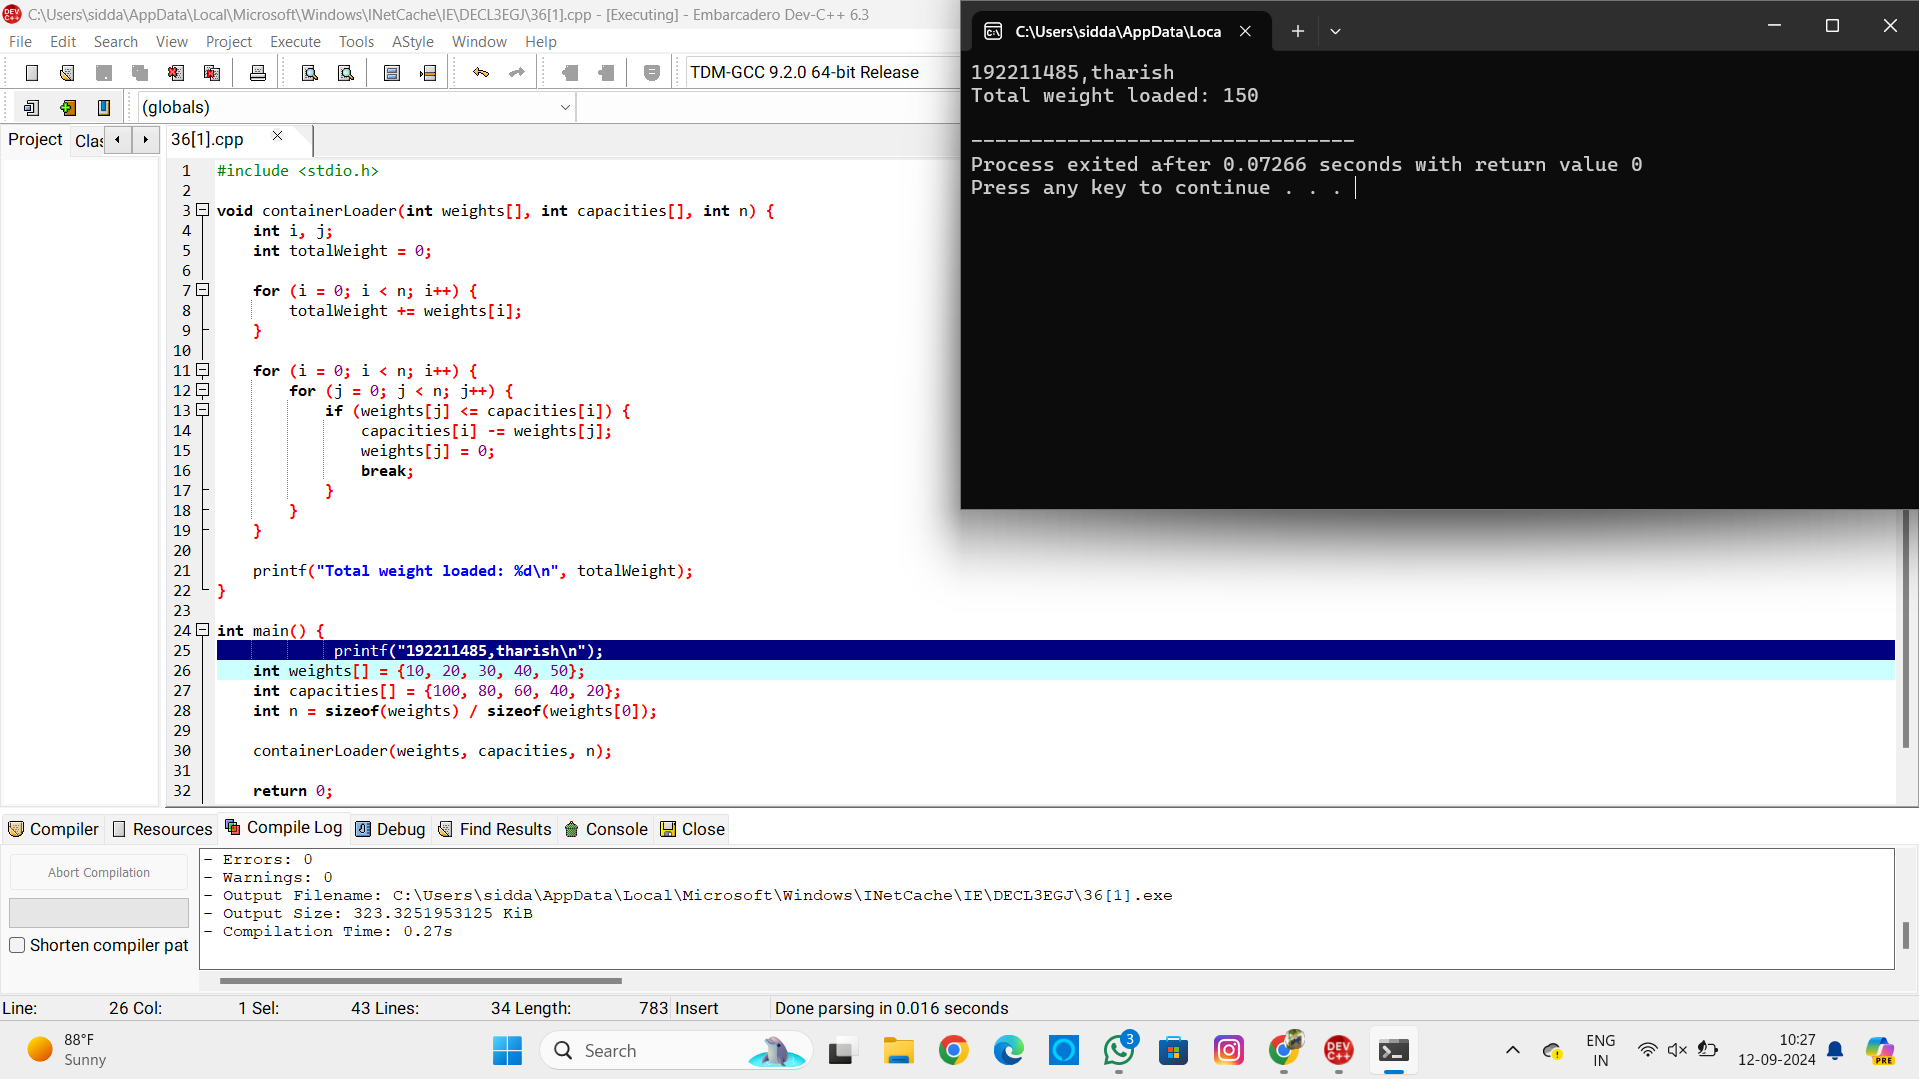 C:\Users\sidda\AppData\Local\Microsoft\Windows\INetCache\IE\DECL3EGJ\36[1].cpp - [Executing] - Embarcadero Dev-C++ 6.3
File Edit Search View Project Execute Tools AStyle Window Help
TDM-GCC 9.2.0 64-bit Release
(globals)
Project Clas
36[1].cpp
1 #include <stdio.h>
2
3 void containerLoader(int weights[], int capacities[], int n) {
4     int i, j;
5     int totalWeight = 0;
6
7     for (i = 0; i < n; i++) {
8         totalWeight += weights[i];
9     }
10
11     for (i = 0; i < n; i++) {
12         for (j = 0; j < n; j++) {
13             if (weights[j] <= capacities[i]) {
14                 capacities[i] -= weights[j];
15                 weights[j] = 0;
16                 break;
17             }
18         }
19     }
20
21     printf("Total weight loaded: %d\n", totalWeight);
22 }
23
24 int main() {
25              printf("192211485,tharish\n");
26     int weights[] = {10, 20, 30, 40, 50};
27     int capacities[] = {100, 80, 60, 40, 20};
28     int n = sizeof(weights) / sizeof(weights[0]);
29
30     containerLoader(weights, capacities, n);
31
32     return 0;
C:\Users\sidda\AppData\Loca
192211485,tharish
Total weight loaded: 150
--------------------------------
Process exited after 0.07266 seconds with return value 0
Press any key to continue . . .
Compiler Resources Compile Log Debug Find Results Console Close
Abort Compilation
Shorten compiler pat
- Errors: 0
- Warnings: 0
- Output Filename: C:\Users\sidda\AppData\Local\Microsoft\Windows\INetCache\IE\DECL3EGJ\36[1].exe
- Output Size: 323.3251953125 KiB
- Compilation Time: 0.27s
Line: 26 Col: 1 Sel: 43 Lines: 34 Length: 783 Insert Done parsing in 0.016 seconds
88°F
Sunny
Search
3
DEV C++
ENG
IN
10:27
12-09-2024
PRE